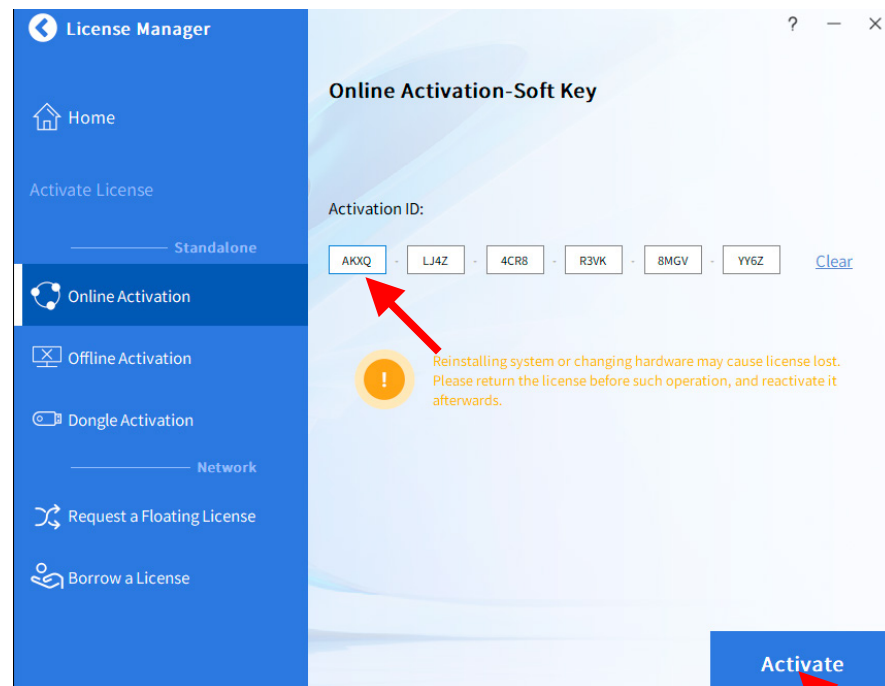 License Manager
? — ×
Home
Activate License
Standalone
Online Activation
Offline Activation
Dongle Activation
Network
Request a Floating License
Borrow a License
Online Activation-Soft Key
Activation ID:
AKXQ - LJ4Z - 4CR8 - R3VK - 8MGV - YY6Z Clear
!
Reinstalling system or changing hardware may cause license lost.
Please return the license before such operation, and reactivate it
afterwards.
Activate